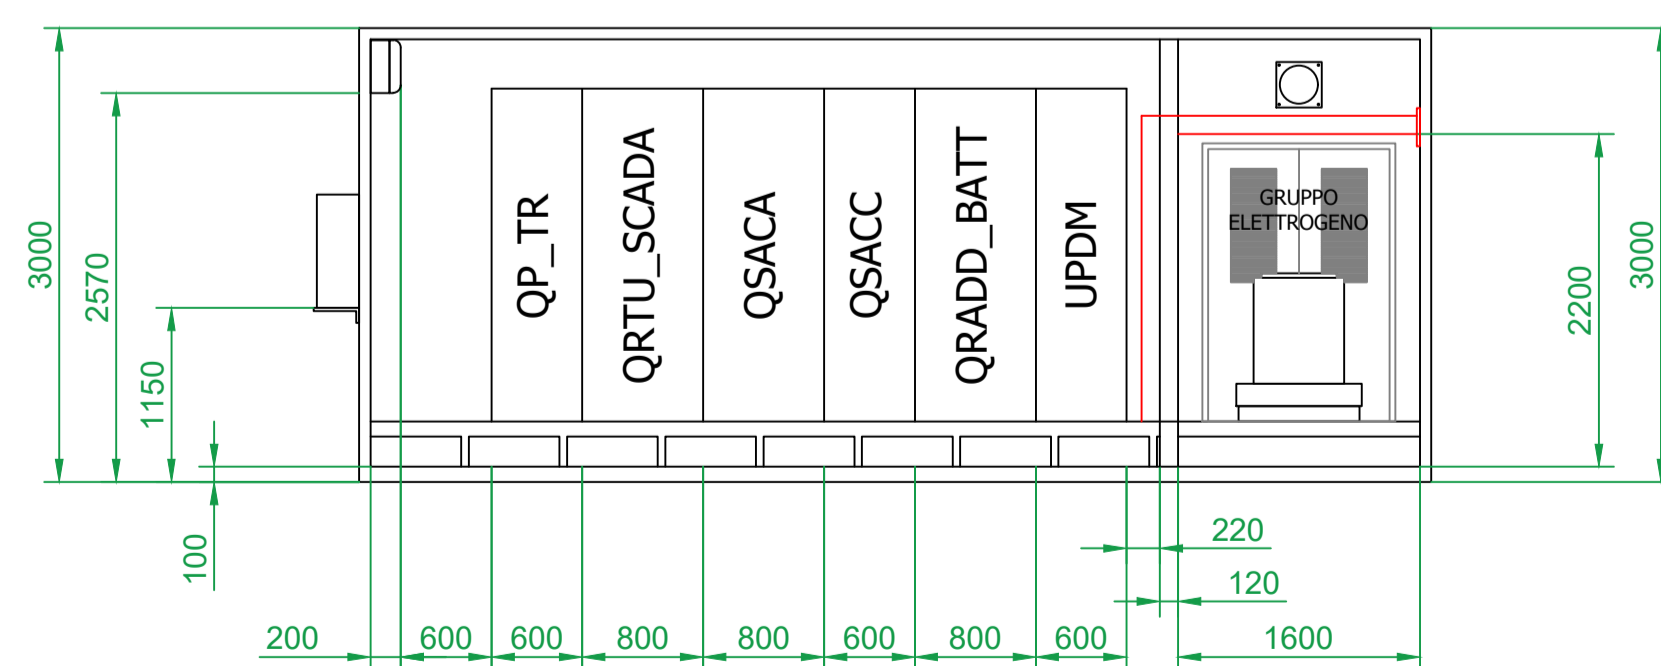 3000
2570
1150
100
QP_TR
QRTU_SCADA
QSACA
QSACC
QRADD_BATT
UPDM
GRUPPO
ELETTROGENO
2200
3000
220
120
200
600
600
800
800
600
800
600
1600